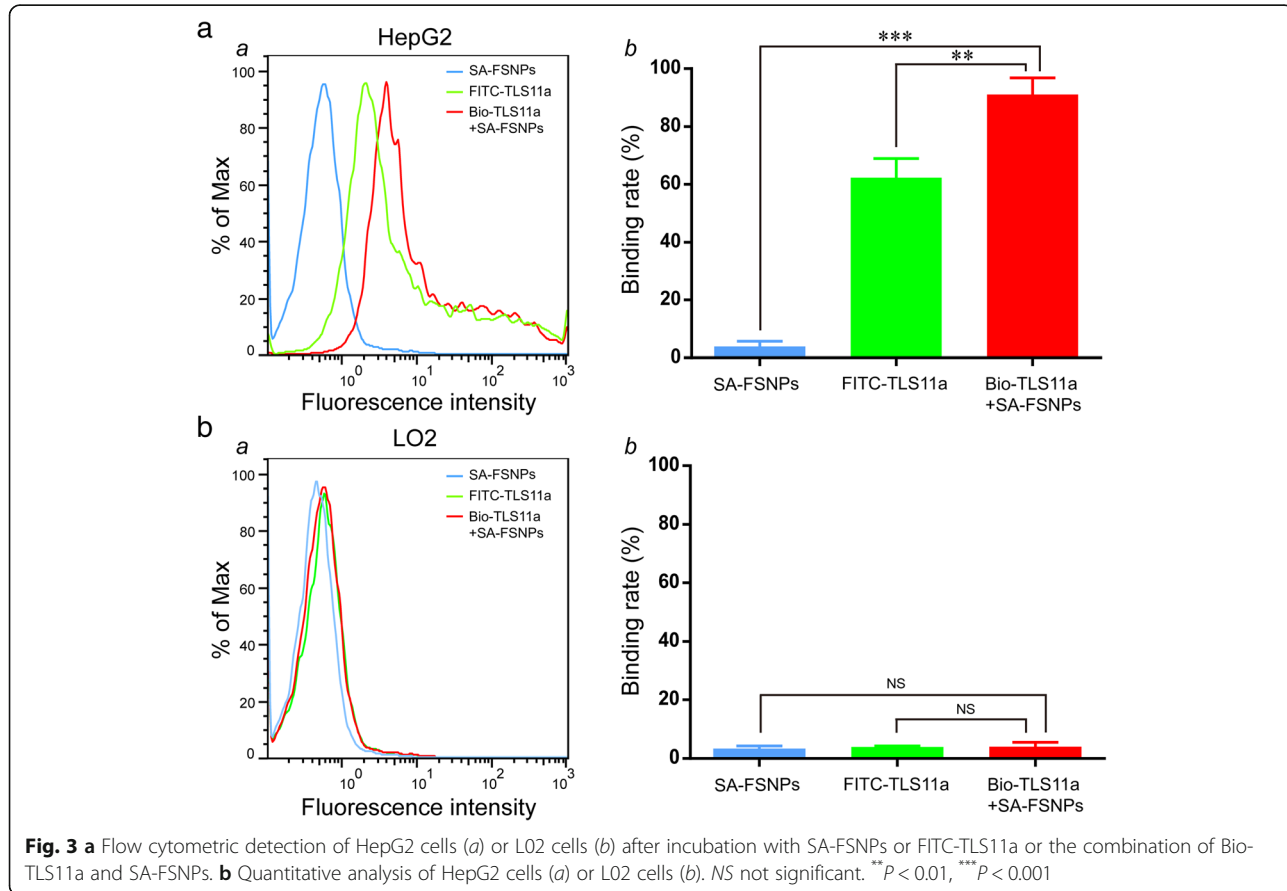 a
a
HepG2
SA-FSNPs
FITC-TLS11a
Bio-TLS11a
+SA-FSNPs
% of Max
100
80
60
40
20
0
10⁰
10¹
10²
10³
Fluorescence intensity
b
***
**
Binding rate (%)
100
80
60
40
20
0
SA-FSNPs
FITC-TLS11a
Bio-TLS11a
+SA-FSNPs
b
a
LO2
SA-FSNPs
FITC-TLS11a
Bio-TLS11a
+SA-FSNPs
% of Max
100
80
60
40
20
0
10⁰
10¹
10²
10³
Fluorescence intensity
b
NS
NS
Binding rate (%)
100
80
60
40
20
0
SA-FSNPs
FITC-TLS11a
Bio-TLS11a
+SA-FSNPs
Fig. 3 a Flow cytometric detection of HepG2 cells (a) or L02 cells (b) after incubation with SA-FSNPs or FITC-TLS11a or the combination of Bio-
TLS11a and SA-FSNPs. b Quantitative analysis of HepG2 cells (a) or L02 cells (b). NS not significant. **P < 0.01, ***P < 0.001